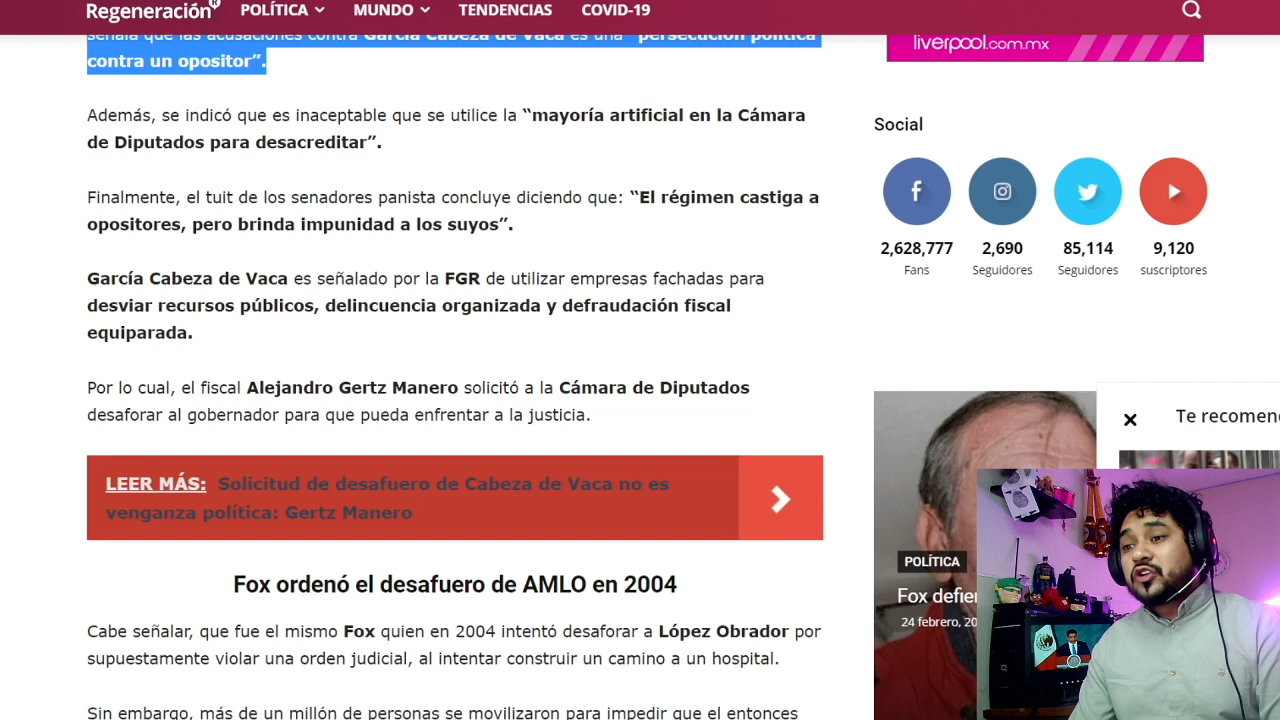 Regeneración R POLÍTICA MUNDO TENDENCIAS COVID-19
señala que las acusaciones contra García Cabeza de Vaca es una “persecución política
contra un opositor”.
Además, se indicó que es inaceptable que se utilice la “mayoría artificial en la Cámara
de Diputados para desacreditar”.
Finalmente, el tuit de los senadores panista concluye diciendo que: “El régimen castiga a
opositores, pero brinda impunidad a los suyos”.
García Cabeza de Vaca es señalado por la FGR de utilizar empresas fachadas para
desviar recursos públicos, delincuencia organizada y defraudación fiscal
equiparada.
Por lo cual, el fiscal Alejandro Gertz Manero solicitó a la Cámara de Diputados
desaforar al gobernador para que pueda enfrentar a la justicia.
LEER MÁS: Solicitud de desafuero de Cabeza de Vaca no es
venganza política: Gertz Manero
Fox ordenó el desafuero de AMLO en 2004
Cabe señalar, que fue el mismo Fox quien en 2004 intentó desaforar a López Obrador por
supuestamente violar una orden judicial, al intentar construir un camino a un hospital.
Sin embargo, más de un millón de personas se movilizaron para impedir que el entonces
liverpool.com.mx
Social
2,628,777 2,690 85,114 9,120
Fans Seguidores Seguidores suscriptores
Te recomen
POLÍTICA
Fox defie
24 febrero, 20